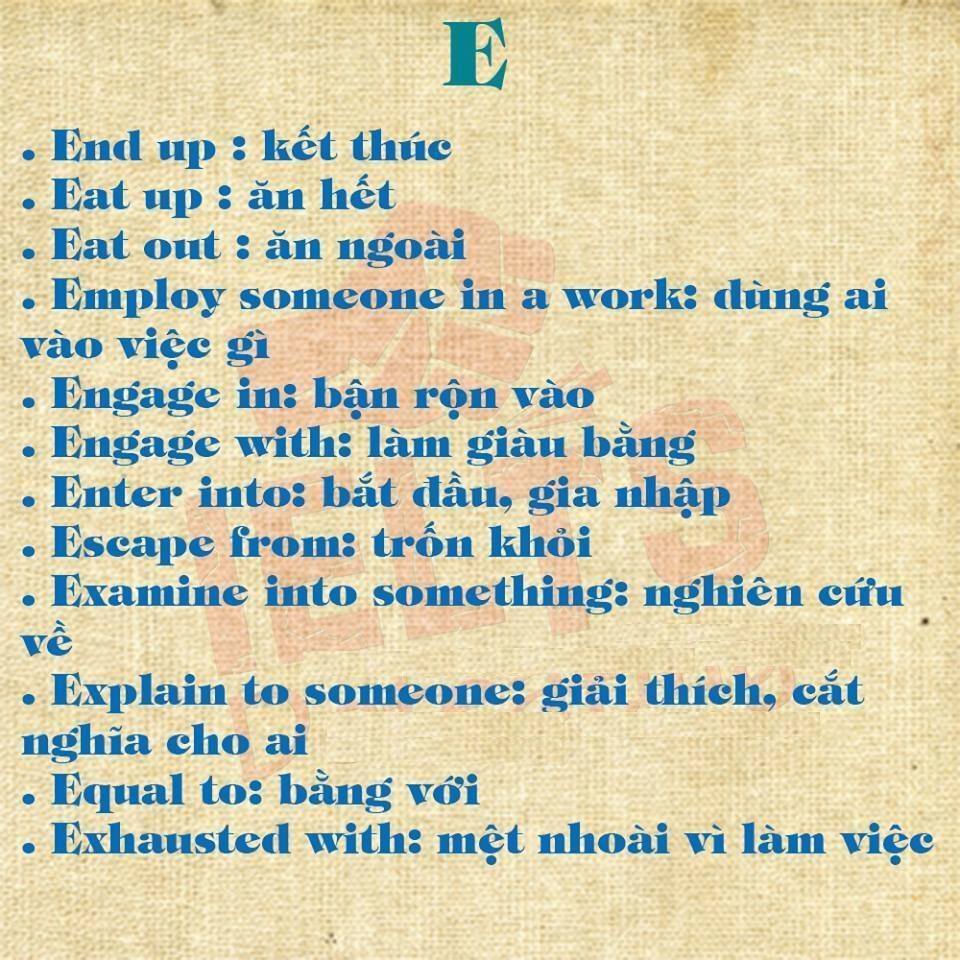 E
. End up : kết thúc
. Eat up : ăn hết
. Eat out : ăn ngoài
. Employ someone in a work: dùng ai
vào việc gì
. Engage in: bận rộn vào
. Engage with: làm giàu bằng
. Enter into: bắt đầu, gia nhập
. Escape from: trốn khỏi
. Examine into something: nghiên cứu
về
. Explain to someone: giải thích, cắt
nghĩa cho ai
. Equal to: bằng với
. Exhausted with: mệt nhoài vì làm việc
IELTS